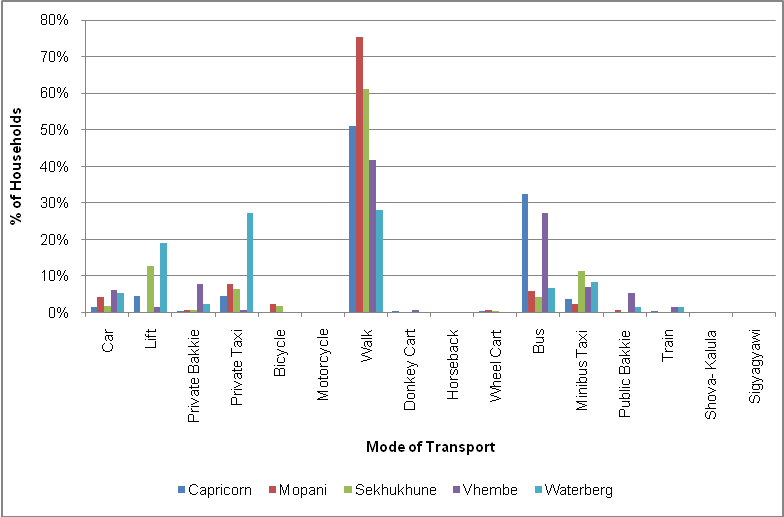 80%
70%
60%
50%
40%
30%
20%
10%
0%
% of Households
Car
Lift
Private Bakkie
Private Taxi
Bicycle
Motorcycle
Walk
Donkey Cart
Horseback
Wheel Cart
Bus
Minibus Taxi
Public Bakkie
Train
Shova- Kalula
Sigyagyawi
Mode of Transport
Capricorn Mopani Sekhukhune Vhembe Waterberg